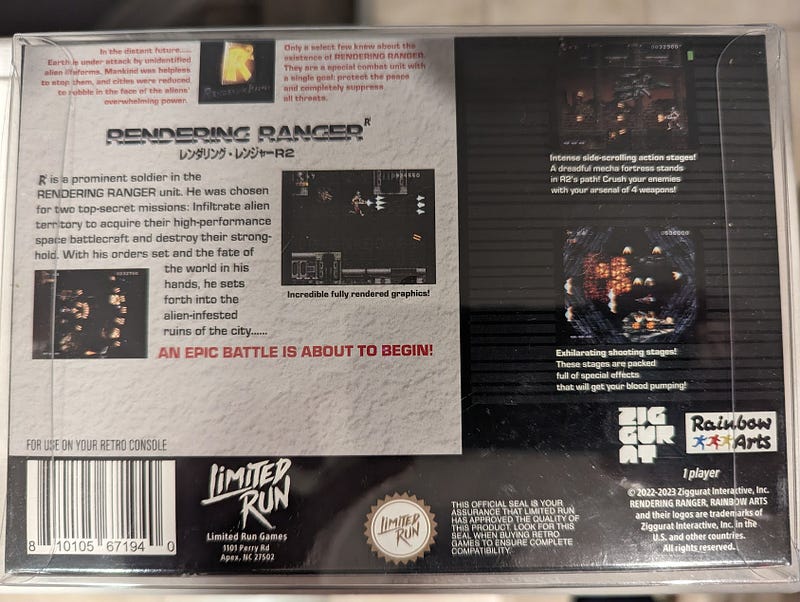 In the distant future.....
Earth is under attack by unidentified
alien lifeforms. Mankind was helpless
to stop them, and cities were reduced
to rubble in the face of the aliens'
overwhelming power.
R
Only a select few know about the
existence of RENDERING RANGER.
They are a special combat unit with
a single goal: protect the peace
and completely suppress
all threats.
RENDERING RANGER R
レンダリング・レンジャーR2
R is a prominent soldier in the
RENDERING RANGER unit. He was chosen
for two top-secret missions: Infiltrate alien
territory to acquire their high-performance
space battlecraft and destroy their strong-
hold. With his orders set and the fate of
the world in his
hands, he sets
forth into the
alien-infested
ruins of the city......
Incredible fully rendered graphics!
AN EPIC BATTLE IS ABOUT TO BEGIN!
0032900
Intense side-scrolling action stages!
A dreadful mecha fortress stands
in R2's path! Crush your enemies
with your arsenal of 4 weapons!
Exhilarating shooting stages!
These stages are packed
full of special effects
that will get your blood pumping!
FOR USE ON YOUR RETRO CONSOLE
8 10105 67194 0
LIMITED
RUN
Limited Run Games
1101 Perry Rd
Apex, NC 27502
LIMITED
RUN
THIS OFFICIAL SEAL IS YOUR
ASSURANCE THAT LIMITED RUN
HAS APPROVED THE QUALITY OF
THIS PRODUCT. LOOK FOR THIS
SEAL WHEN BUYING RETRO
GAMES TO ENSURE COMPLETE
COMPATIBILITY.
ZIG
GUR
AT
Rainbow
Arts
1 player
© 2022-2023 Ziggurat Interactive, Inc.
RENDERING RANGER, RAINBOW ARTS
and their logos are trademarks of
Ziggurat Interactive, Inc. in the
U.S. and other countries.
All rights reserved.